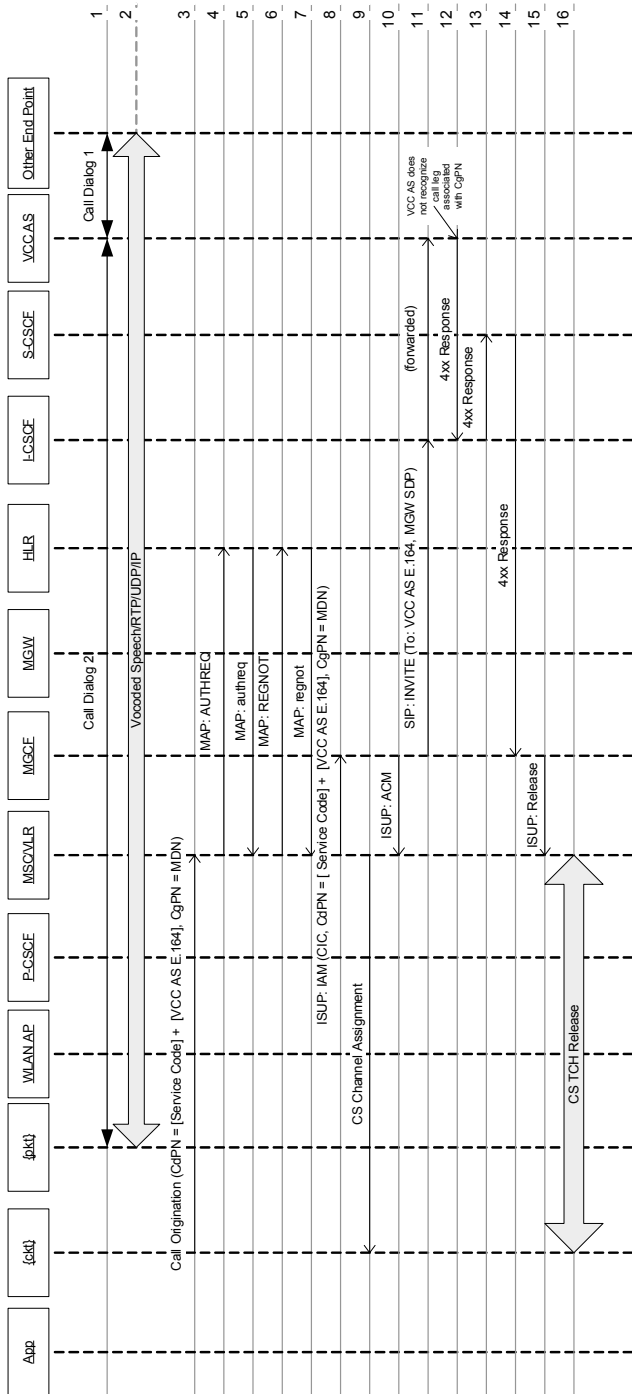 App
{ckt}
{pkt}
WLAN AP
P-CSCF
MSC/VLR
MGCF
MGW
HLR
I-CSCF
S-CSCF
VCC AS
Other End Point
1
2
3
4
5
6
7
8
9
10
11
12
13
14
15
16
Call Dialog 2
Call Dialog 1
Vocoded Speech/RTP/UDP/IP
Call Origination (CdPN = [Service Code] + [VCC AS E.164], CgPN = MDN)
MAP: AUTHREQ
MAP: authreq
MAP: REGNOT
MAP: regnot
ISUP: IAM (CIC, CdPN = [ Service Code] + [VCC AS E.164], CgPN = MDN)
CS Channel Assignment
ISUP: ACM
SIP: INVITE (To: VCC AS E.164, MGW SDP)
(forwarded)
VCC AS does
not recognize
call leg
associated
with CgPN
4xx Response
4xx Response
4xx Response
ISUP: Release
CS TCH Release